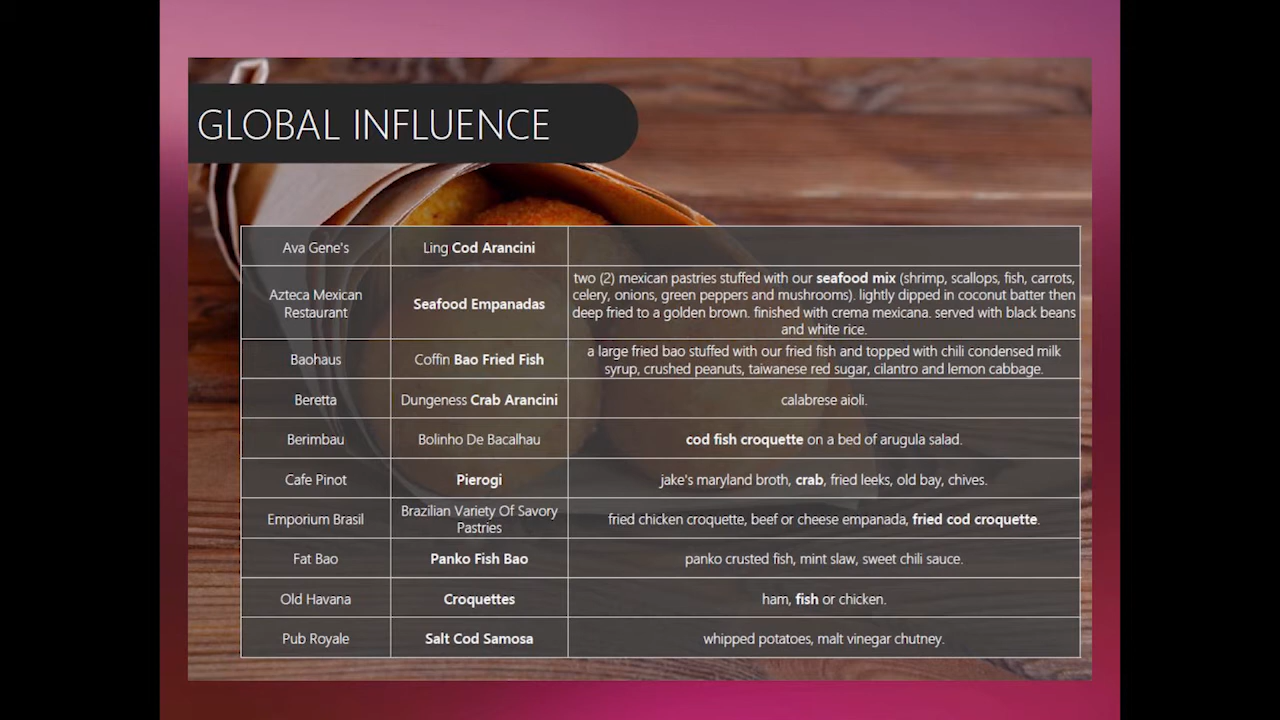 GLOBAL INFLUENCE
Ava Gene's
Ling Cod Arancini
Azteca Mexican
Restaurant
Seafood Empanadas
two (2) mexican pastries stuffed with our seafood mix (shrimp, scallops, fish, carrots,
celery, onions, green peppers and mushrooms). lightly dipped in coconut batter then
deep fried to a golden brown. finished with crema mexicana. served with black beans
and white rice.
Baohaus
Coffin Bao Fried Fish
a large fried bao stuffed with our fried fish and topped with chili condensed milk
syrup, crushed peanuts, taiwanese red sugar, cilantro and lemon cabbage.
Beretta
Dungeness Crab Arancini
calabrese aioli.
Berimbau
Bolinho De Bacalhau
cod fish croquette on a bed of arugula salad.
Cafe Pinot
Pierogi
jake's maryland broth, crab, fried leeks, old bay, chives.
Emporium Brasil
Brazilian Variety Of Savory
Pastries
fried chicken croquette, beef or cheese empanada, fried cod croquette.
Fat Bao
Panko Fish Bao
panko crusted fish, mint slaw, sweet chili sauce.
Old Havana
Croquettes
ham, fish or chicken.
Pub Royale
Salt Cod Samosa
whipped potatoes, malt vinegar chutney.